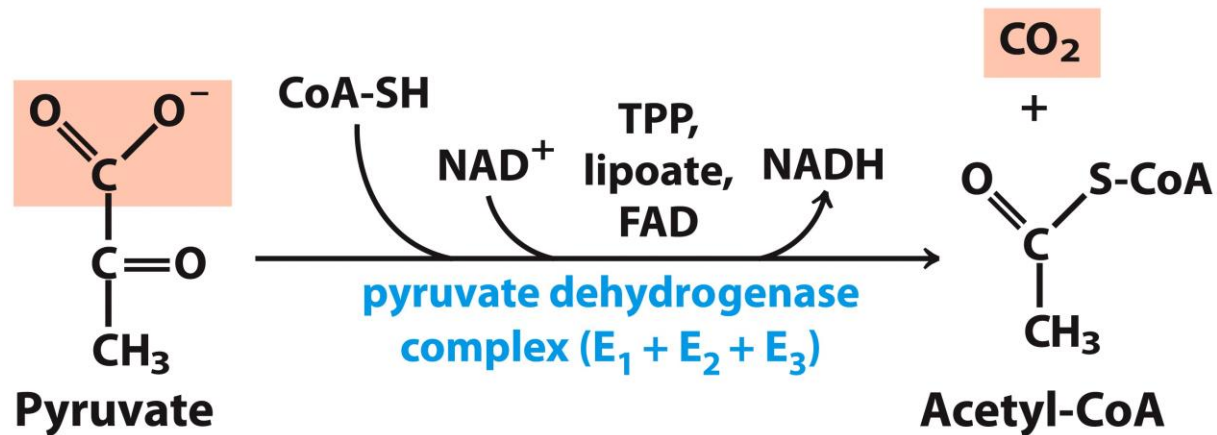 O O⁻
C
C=O
CH₃
Pyruvate
CoA-SH
NAD⁺
TPP,
lipoate,
FAD
NADH
pyruvate dehydrogenase
complex (E₁ + E₂ + E₃)
CO₂
+
O S-CoA
C
CH₃
Acetyl-CoA